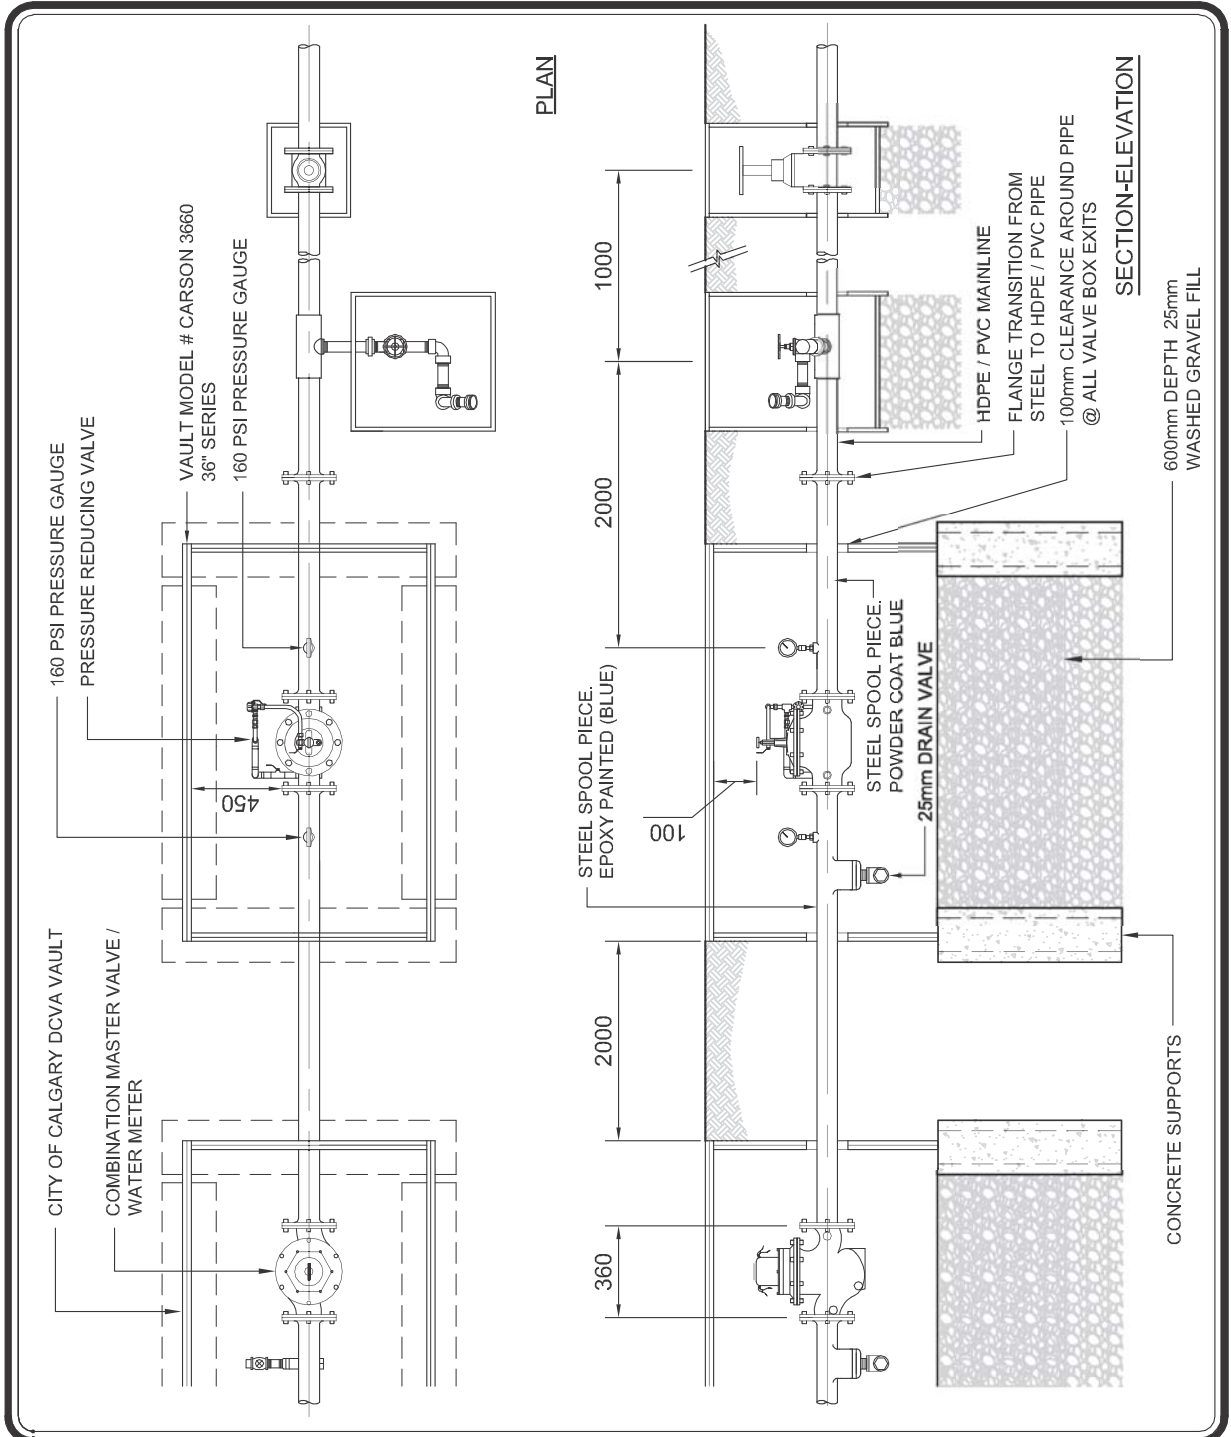 CITY OF CALGARY DCVA VAULT
COMBINATION MASTER VALVE /
WATER METER
160 PSI PRESSURE GAUGE
PRESSURE REDUCING VALVE
VAULT MODEL # CARSON 3660
36" SERIES
160 PSI PRESSURE GAUGE
450
PLAN
360
2000
STEEL SPOOL PIECE.
EPOXY PAINTED (BLUE)
100
2000
1000
STEEL SPOOL PIECE.
POWDER COAT BLUE
25mm DRAIN VALVE
HDPE / PVC MAINLINE
FLANGE TRANSITION FROM
STEEL TO HDPE / PVC PIPE
100mm CLEARANCE AROUND PIPE
@ ALL VALVE BOX EXITS
SECTION-ELEVATION
CONCRETE SUPPORTS
600mm DEPTH 25mm
WASHED GRAVEL FILL